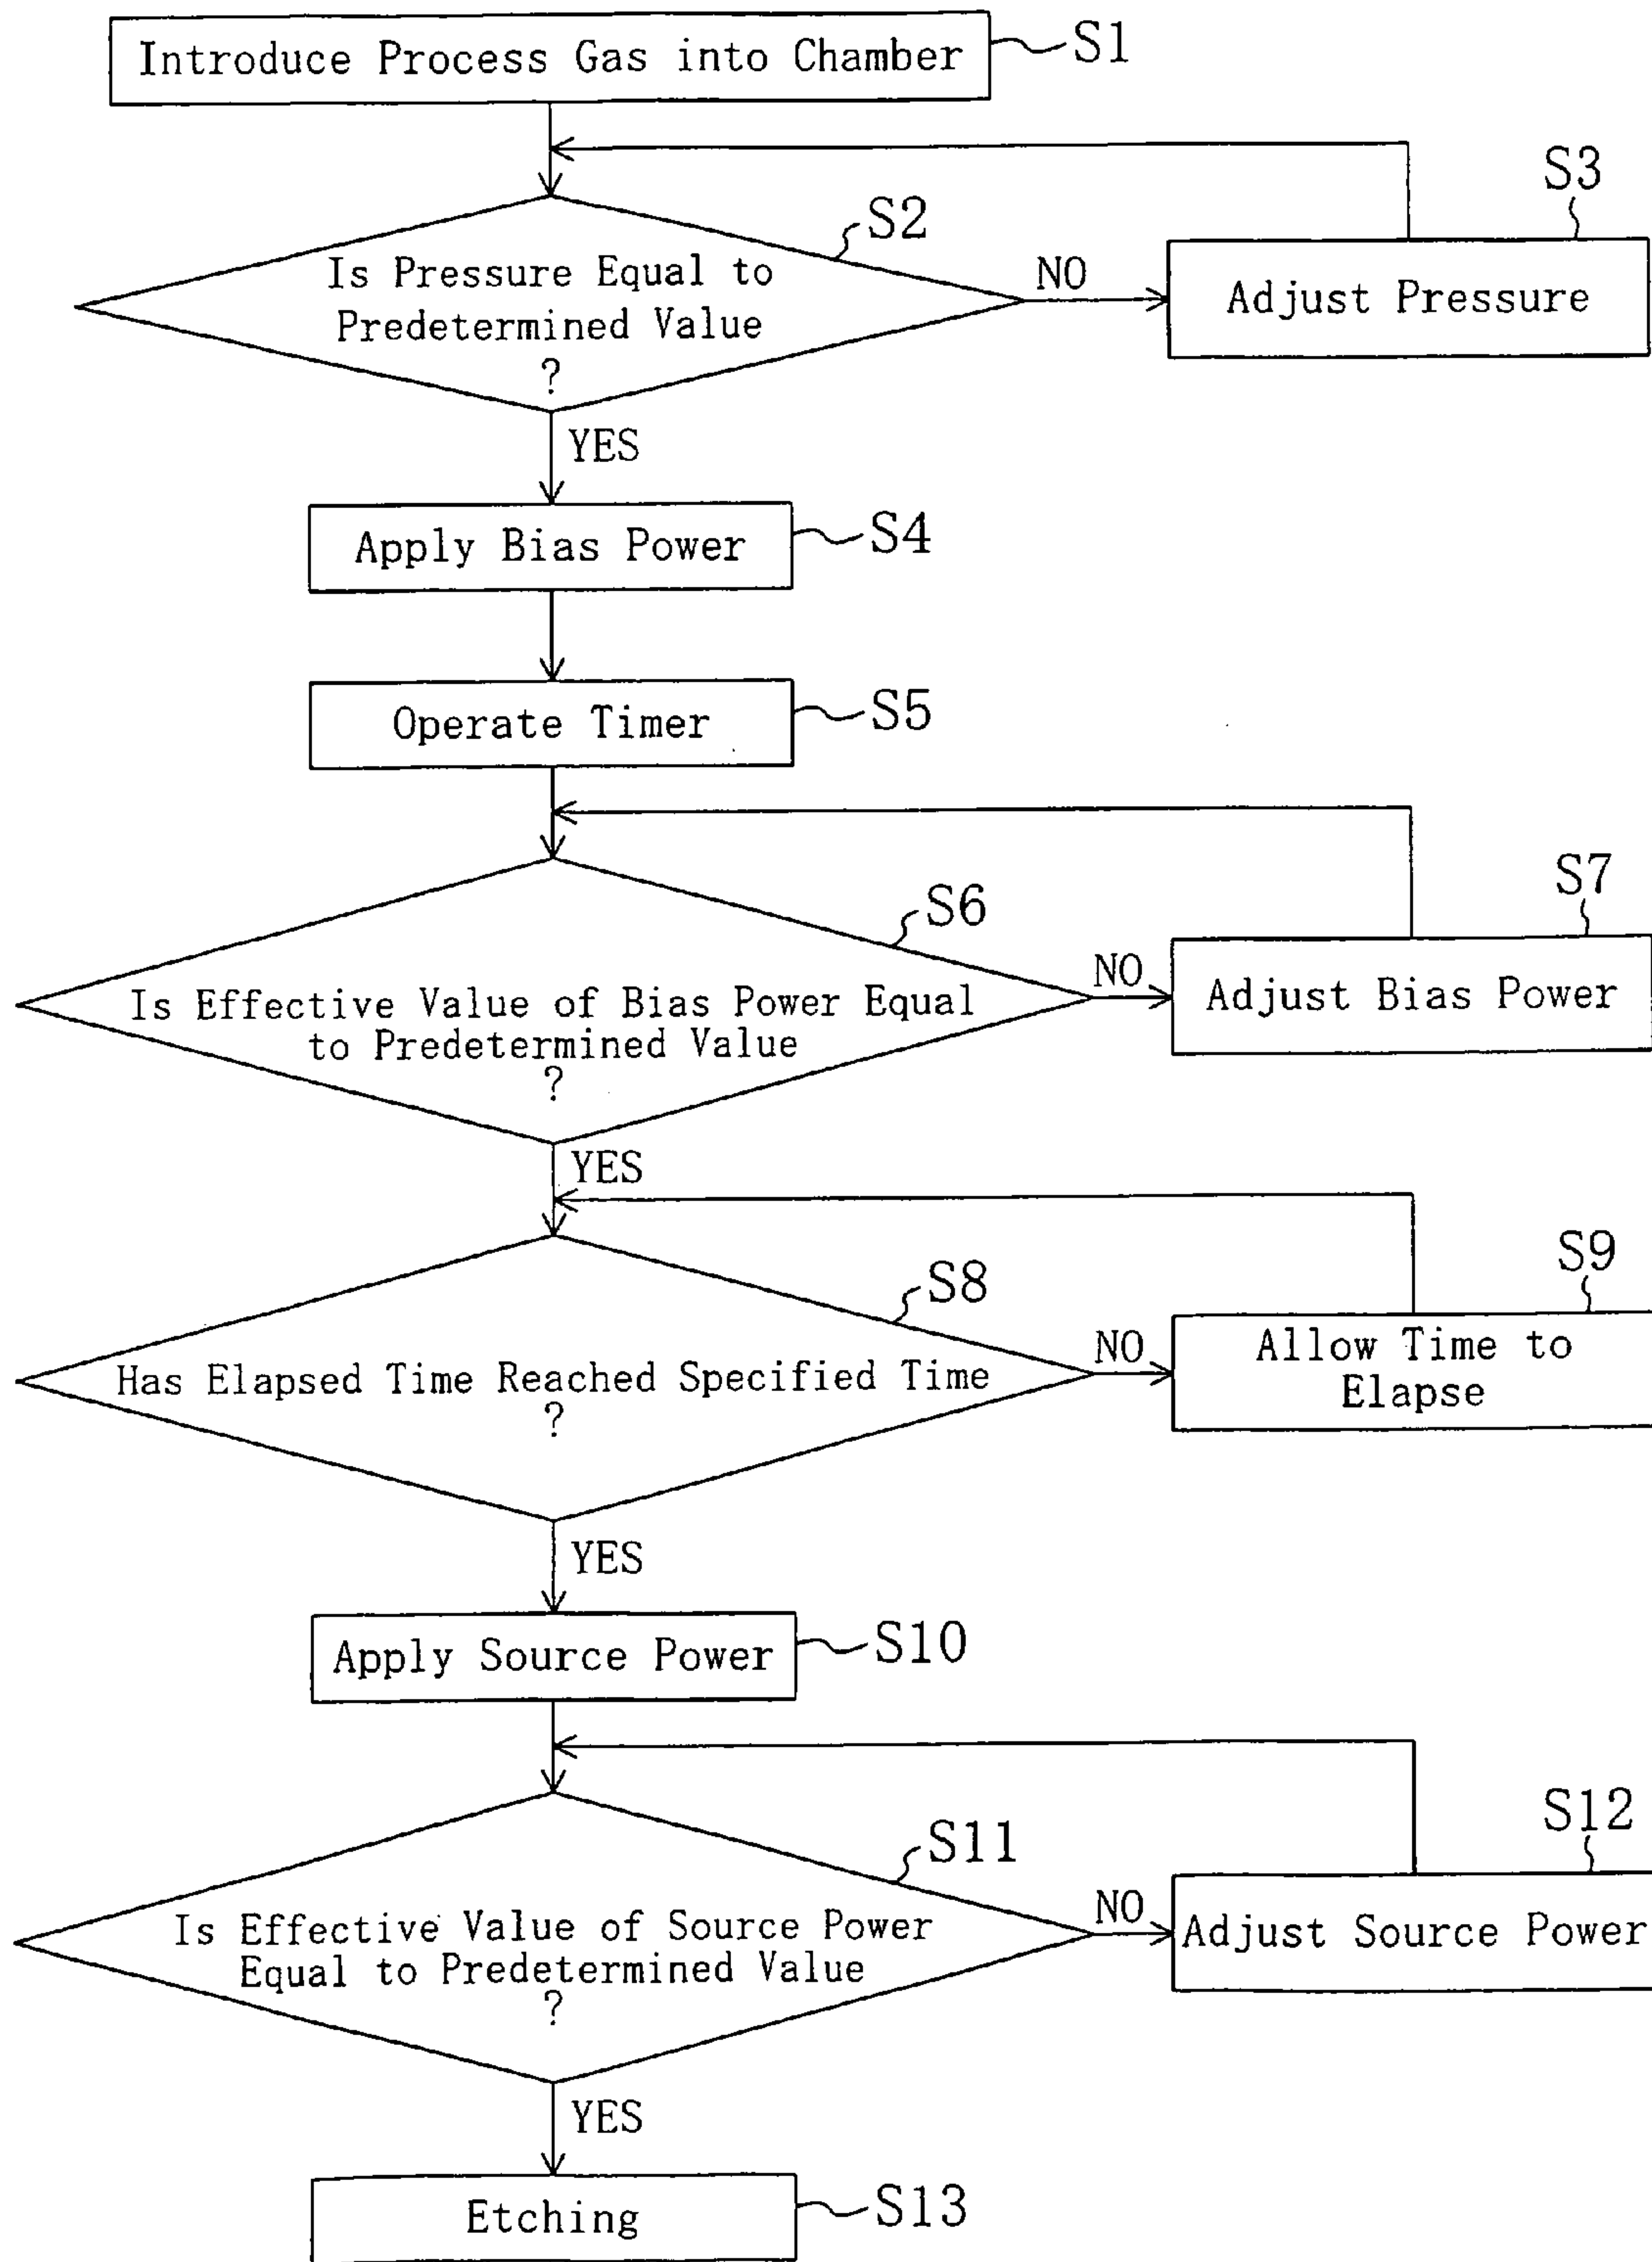 Introduce Process Gas into Chamber
S1
S2
Is Pressure Equal to
Predetermined Value
?
NO
S3
Adjust Pressure
YES
Apply Bias Power
S4
Operate Timer
S5
S6
Is Effective Value of Bias Power Equal
to Predetermined Value
?
NO
S7
Adjust Bias Power
YES
S8
Has Elapsed Time Reached Specified Time
?
NO
S9
Allow Time to
Elapse
YES
Apply Source Power
S10
S11
Is Effective Value of Source Power
Equal to Predetermined Value
?
NO
S12
Adjust Source Power
YES
Etching
S13